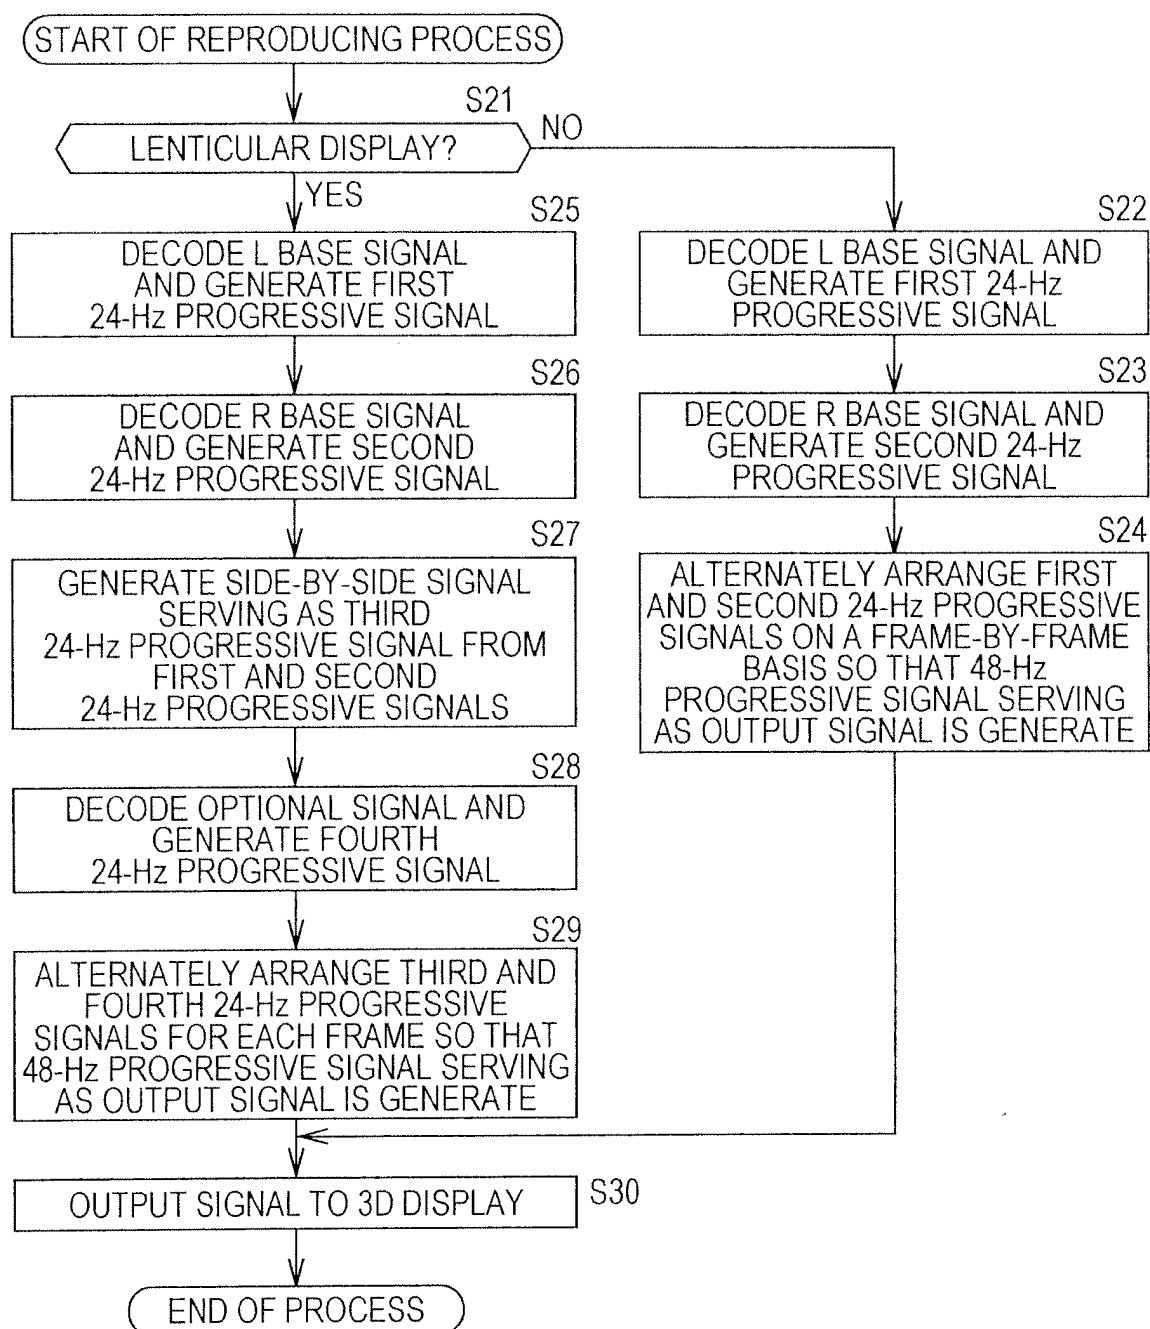 START OF REPRODUCING PROCESS
S21
LENTICULAR DISPLAY?
NO
YES
S25
DECODE L BASE SIGNAL
AND GENERATE FIRST
24-Hz PROGRESSIVE SIGNAL
S26
DECODE R BASE SIGNAL
AND GENERATE SECOND
24-Hz PROGRESSIVE SIGNAL
S27
GENERATE SIDE-BY-SIDE SIGNAL
SERVING AS THIRD
24-Hz PROGRESSIVE SIGNAL FROM
FIRST AND SECOND
24-Hz PROGRESSIVE SIGNALS
S28
DECODE OPTIONAL SIGNAL AND
GENERATE FOURTH
24-Hz PROGRESSIVE SIGNAL
S29
ALTERNATELY ARRANGE THIRD AND
FOURTH 24-Hz PROGRESSIVE
SIGNALS FOR EACH FRAME SO THAT
48-Hz PROGRESSIVE SIGNAL SERVING
AS OUTPUT SIGNAL IS GENERATE
S22
DECODE L BASE SIGNAL AND
GENERATE FIRST 24-Hz
PROGRESSIVE SIGNAL
S23
DECODE R BASE SIGNAL AND
GENERATE SECOND 24-Hz
PROGRESSIVE SIGNAL
S24
ALTERNATELY ARRANGE FIRST
AND SECOND 24-Hz PROGRESSIVE
SIGNALS ON A FRAME-BY-FRAME
BASIS SO THAT 48-Hz
PROGRESSIVE SIGNAL SERVING
AS OUTPUT SIGNAL IS GENERATE
OUTPUT SIGNAL TO 3D DISPLAY
S30
END OF PROCESS